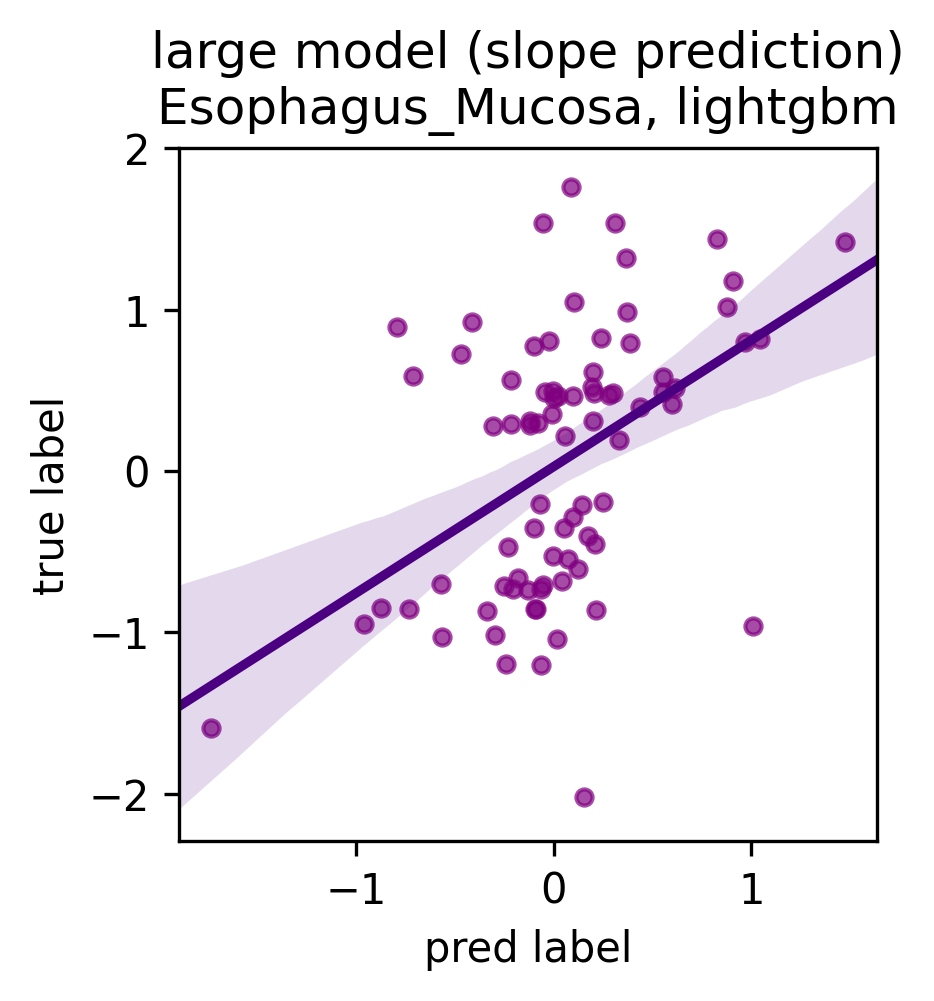 large model (slope prediction)
Esophagus_Mucosa, lightgbm
2
1
0
−1
−2
true label
−1
0
1
pred label